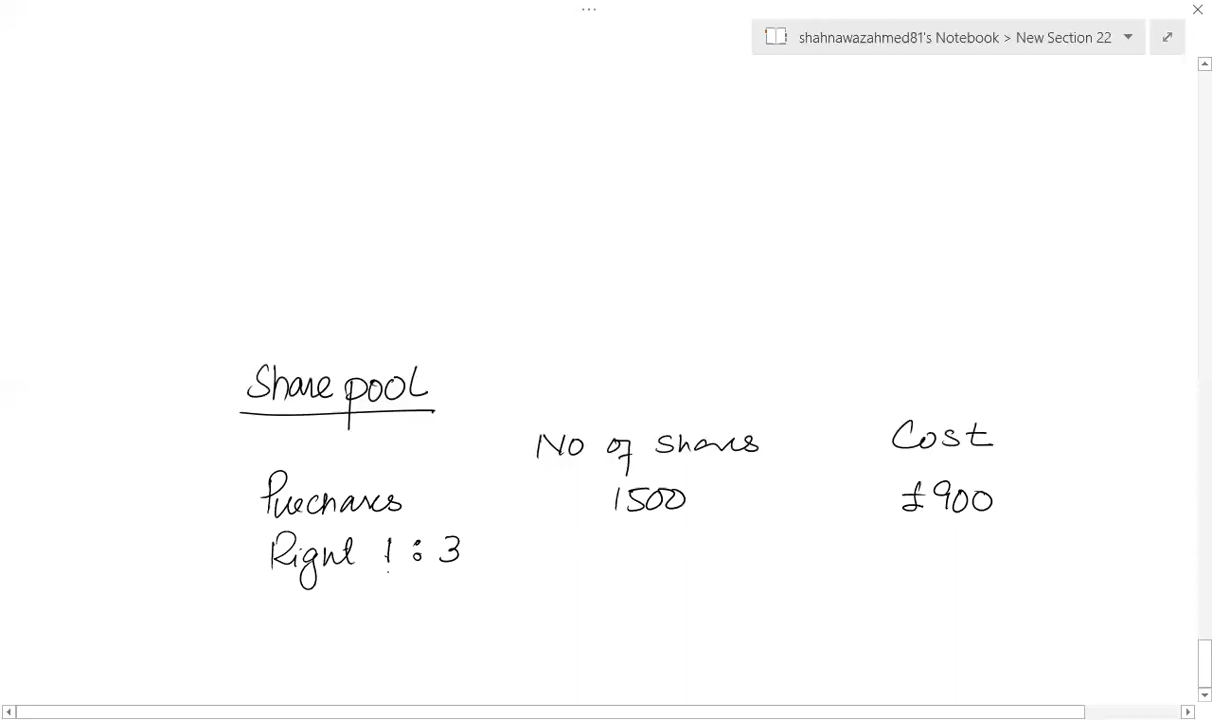 shahnawazahmed81's Notebook > New Section 22
Share pool
No of shares Cost
Purchases 1500 £900
Right 1 : 3